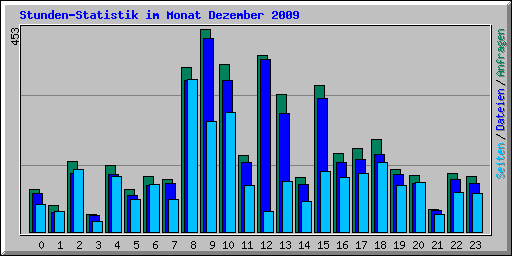 Stunden-Statistik im Monat Dezember 2009
453
Seiten / Dateien / Anfragen
0 1 2 3 4 5 6 7 8 9 10 11 12 13 14 15 16 17 18 19 20 21 22 23